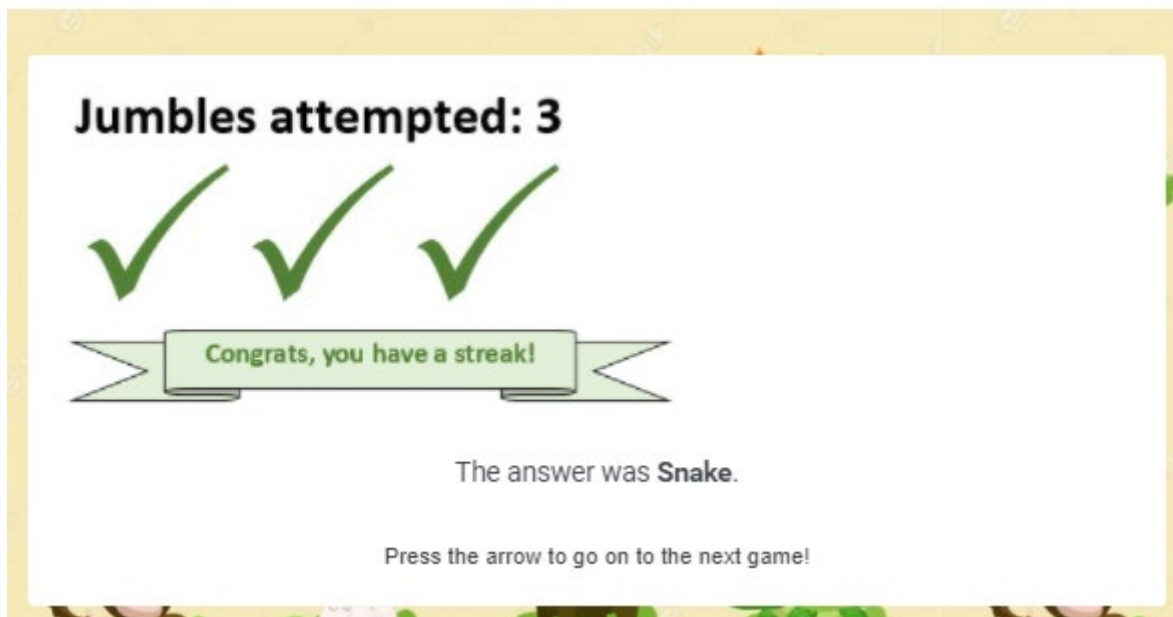 Jumbles attempted: 3
Congrats, you have a streak!
The answer was Snake.
Press the arrow to go on to the next game!